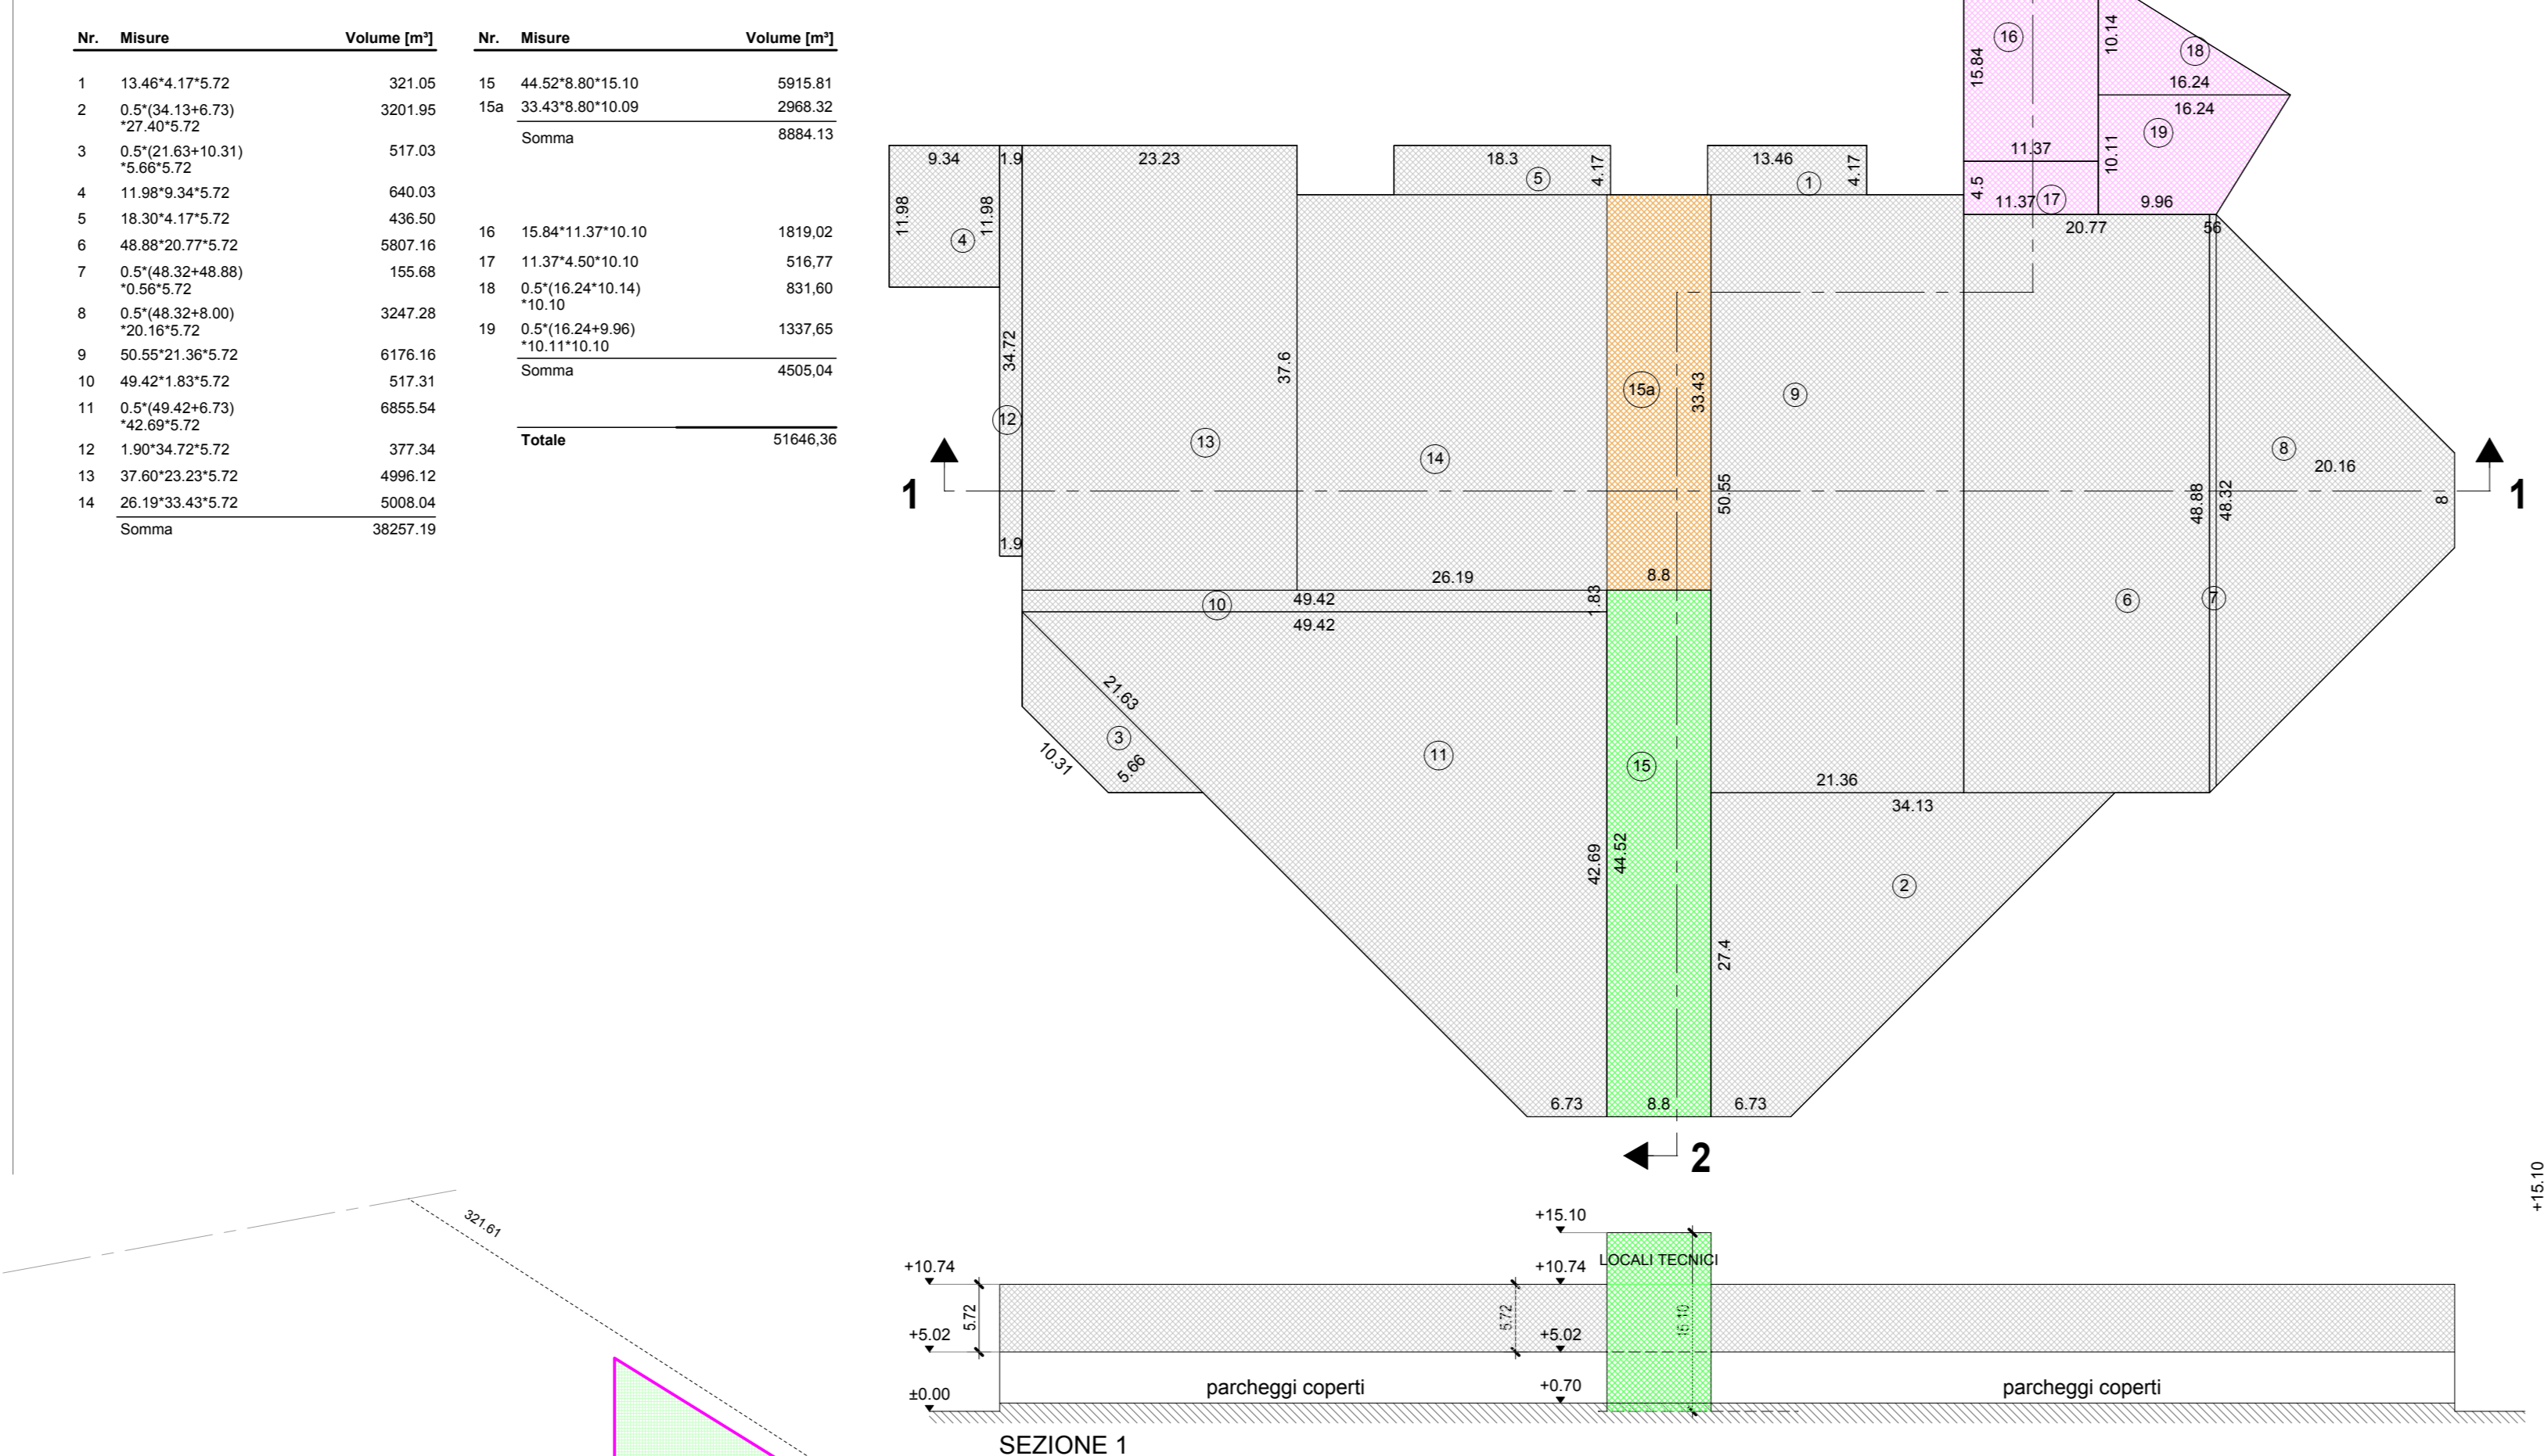 Nr. Misure Volume [m³]
1 13.46*4.17*5.72 321.05
2 0.5*(34.13+6.73) 3201.95
*27.40*5.72
3 0.5*(21.63+10.31) 517.03
*5.66*5.72
4 11.98*9.34*5.72 640.03
5 18.30*4.17*5.72 436.50
6 48.88*20.77*5.72 5807.16
7 0.5*(48.32+48.88) 155.68
*0.56*5.72
8 0.5*(48.32+8.00) 3247.28
*20.16*5.72
9 50.55*21.36*5.72 6176.16
10 49.42*1.83*5.72 517.31
11 0.5*(49.42+6.73) 6855.54
*42.69*5.72
12 1.90*34.72*5.72 377.34
13 37.60*23.23*5.72 4996.12
14 26.19*33.43*5.72 5008.04
Somma 38257.19
Nr. Misure Volume [m³]
15 44.52*8.80*15.10 5915.81
15a 33.43*8.80*10.09 2968.32
Somma 8884.13
16 15.84*11.37*10.10 1819,02
17 11.37*4.50*10.10 516,77
18 0.5*(16.24*10.14) 831,60
*10.10
19 0.5*(16.24+9.96) 1337,65
*10.11*10.10
Somma 4505,04
Totale 51646,36
16
15.84
10.14
18
16.24
16.24
19
10.11
11.37
4.5
11.37
17
9.96
20.77
56
9.34
1.9
23.23
18.3
5
4.17
13.46
1
4.17
11.98
4
11.98
34.72
12
13
37.6
14
15a
33.43
9
50.55
8
20.16
48.88
48.32
8
1
1
1.9
26.19
8.8
10
49.42
1.83
49.42
6
7
21.63
3
10.31
5.66
11
15
21.36
34.13
42.69
44.52
2
27.4
6.73
8.8
6.73
2
+15.10
321.61
+15.10
LOCALI TECNICI
+10.74
+10.74
5.72
5.72
15.10
+5.02
+5.02
±0.00
parcheggi coperti
+0.70
parcheggi coperti
SEZIONE 1